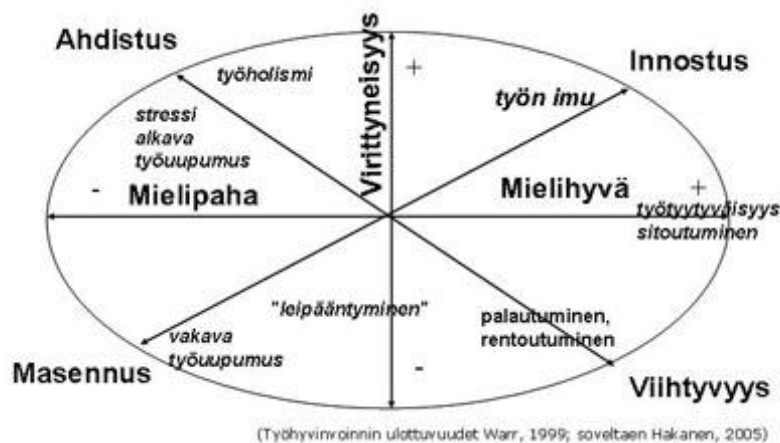 Ahdistus
työholismi
Virittyneisyys
+
Innostus
työn imu
stressi
alkava
työuupumus
-
Mielipaha
Mielihyvä
+
työtyytyväisyys
sitoutuminen
"leipääntyminen"
palautuminen,
rentoutuminen
vakava
työuupumus
-
Masennus
Viihtyvyys
(Työhyvinvoinnin ulottuvuudet Warr, 1999; soveltaen Hakanen, 2005)